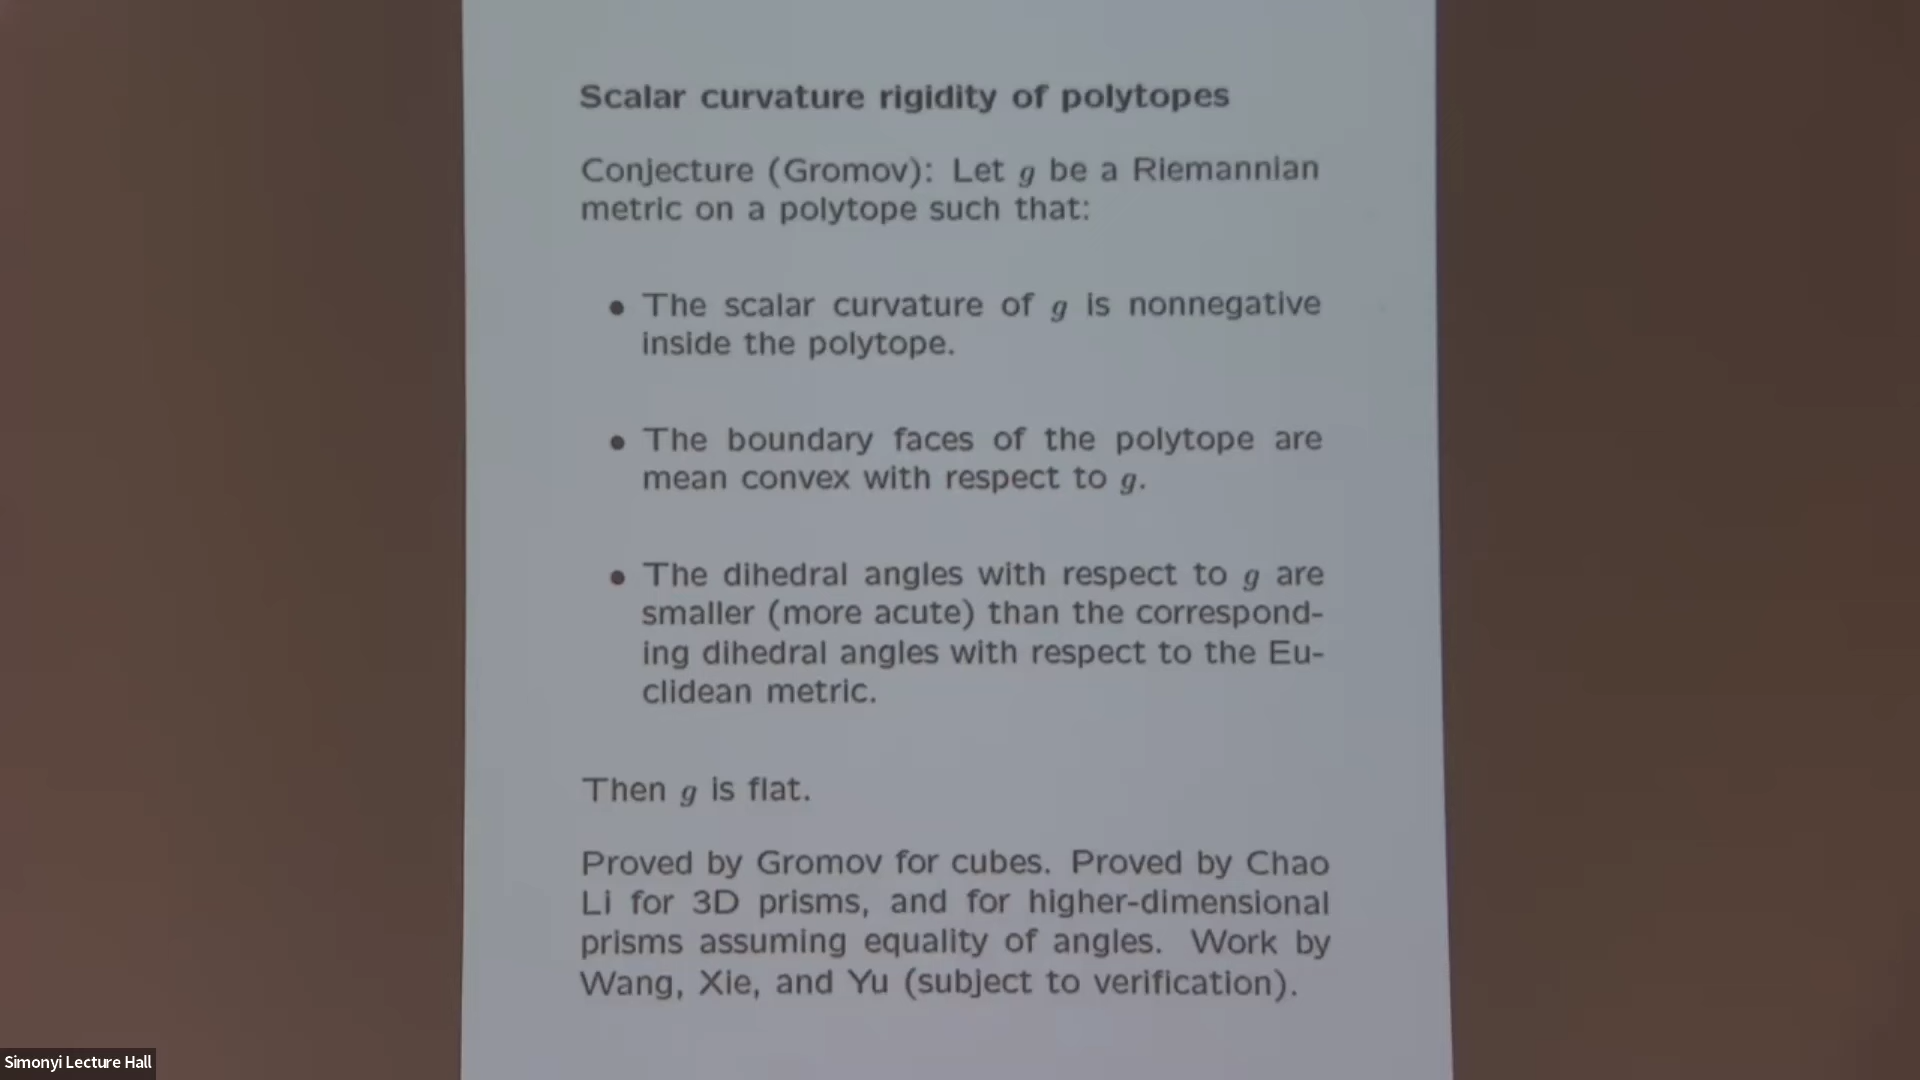 Scalar curvature rigidity of polytopes
Conjecture (Gromov): Let g be a Riemannian
metric on a polytope such that:
• The scalar curvature of g is nonnegative
inside the polytope.
• The boundary faces of the polytope are
mean convex with respect to g.
• The dihedral angles with respect to g are
smaller (more acute) than the correspond-
ing dihedral angles with respect to the Eu-
clidean metric.
Then g is flat.
Proved by Gromov for cubes. Proved by Chao
Li for 3D prisms, and for higher-dimensional
prisms assuming equality of angles. Work by
Wang, Xie, and Yu (subject to verification).
Simonyi Lecture Hall